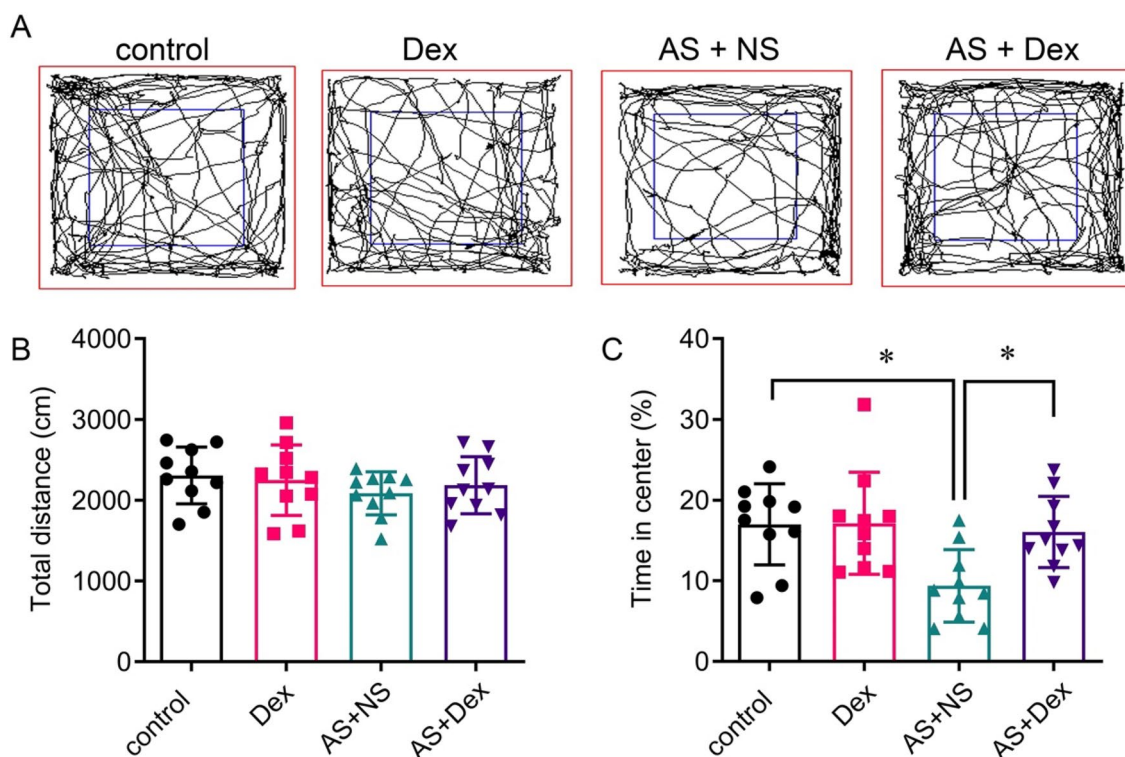 A
control
Dex
AS + NS
AS + Dex
B
Total distance (cm)
4000
3000
2000
1000
0
control
Dex
AS+NS
AS+Dex
C
Time in center (%)
40
30
20
10
0
*
*
control
Dex
AS+NS
AS+Dex